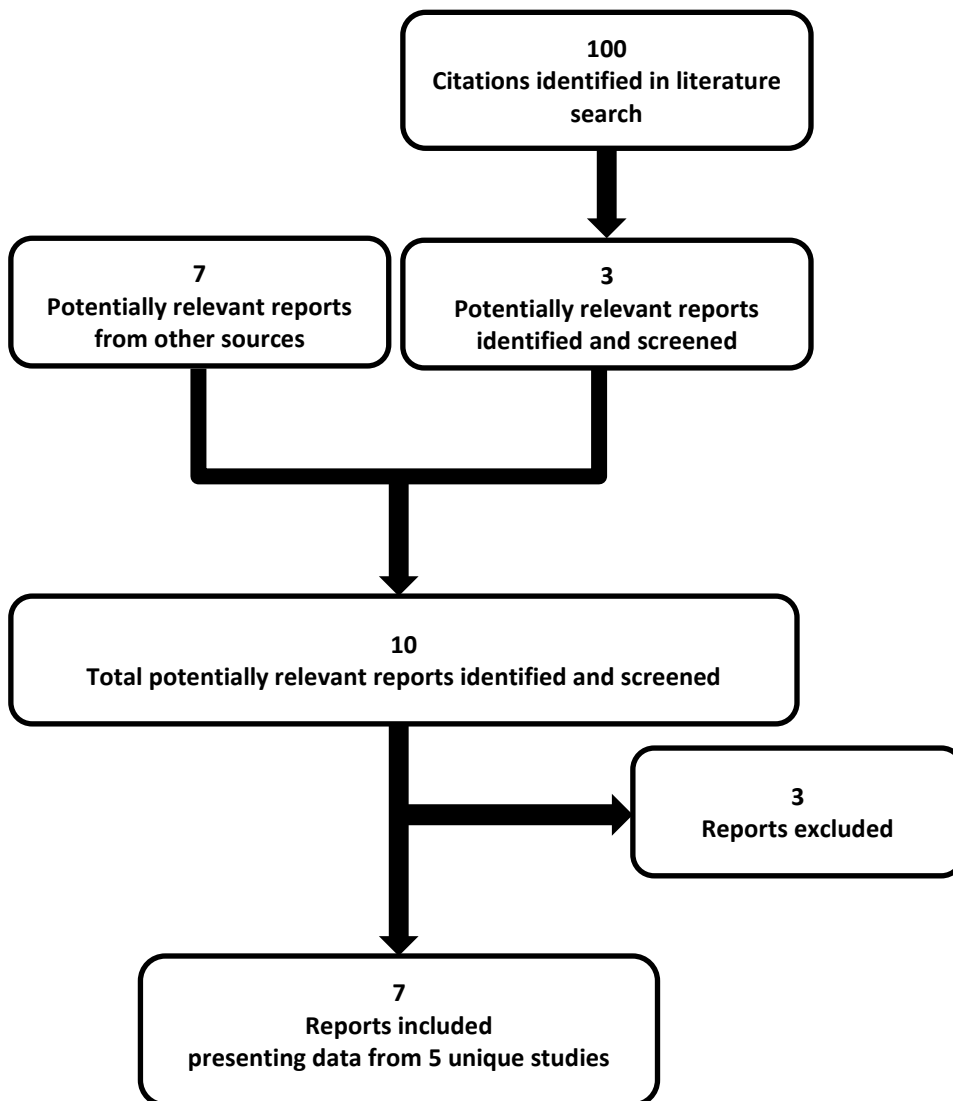 100
Citations identified in literature
search
7
Potentially relevant reports
from other sources
3
Potentially relevant reports
identified and screened
10
Total potentially relevant reports identified and screened
3
Reports excluded
7
Reports included
presenting data from 5 unique studies